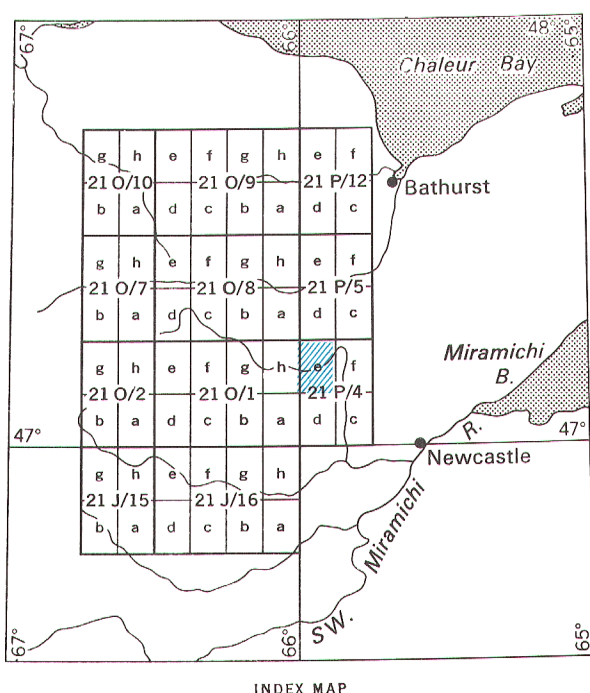 67° 66° 48° 65°
Chaleur Bay
g h e f g h e f
21 O/10 21 O/9 21 P/12
Bathurst
b a d c b a d c
g h e f g h e f
21 O/7 21 O/8 21 P/5
b a d c b a d c
Miramichi
B.
g h e f g h e f
21 O/2 21 O/1 21 P/4
b a d c b a d c
R.
47° 47°
Newcastle
g h e f g h
21 J/15 21 J/16
b a d c b a
Miramichi
SW.
67° 66° 65°
INDEX MAP